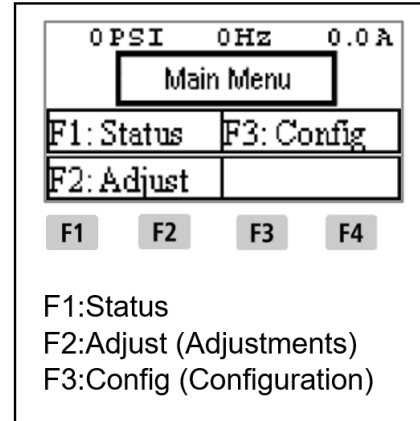 0PSI 0Hz 0.0A
Main Menu
F1: Status F3: Config
F2: Adjust
F1 F2 F3 F4
F1:Status
F2:Adjust (Adjustments)
F3:Config (Configuration)